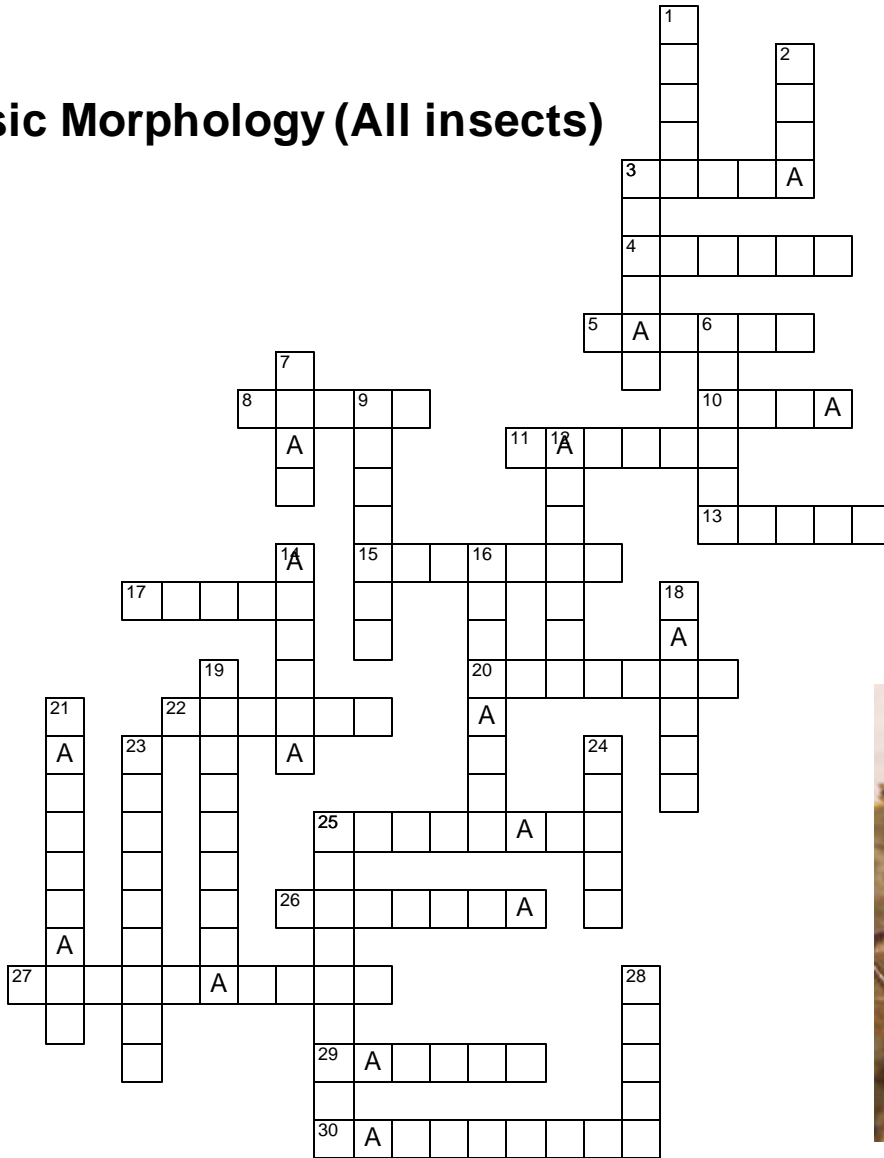 1
2
sic Morphology (All insects)
3 A
4
5 A 6
7
8 9 10 A
A 11 12 A
13
14 A 15 16
17 18
A
19 20
21 22 A
A 23 A 24
25 A
26 A
A
27 A 28
29 A
30 A